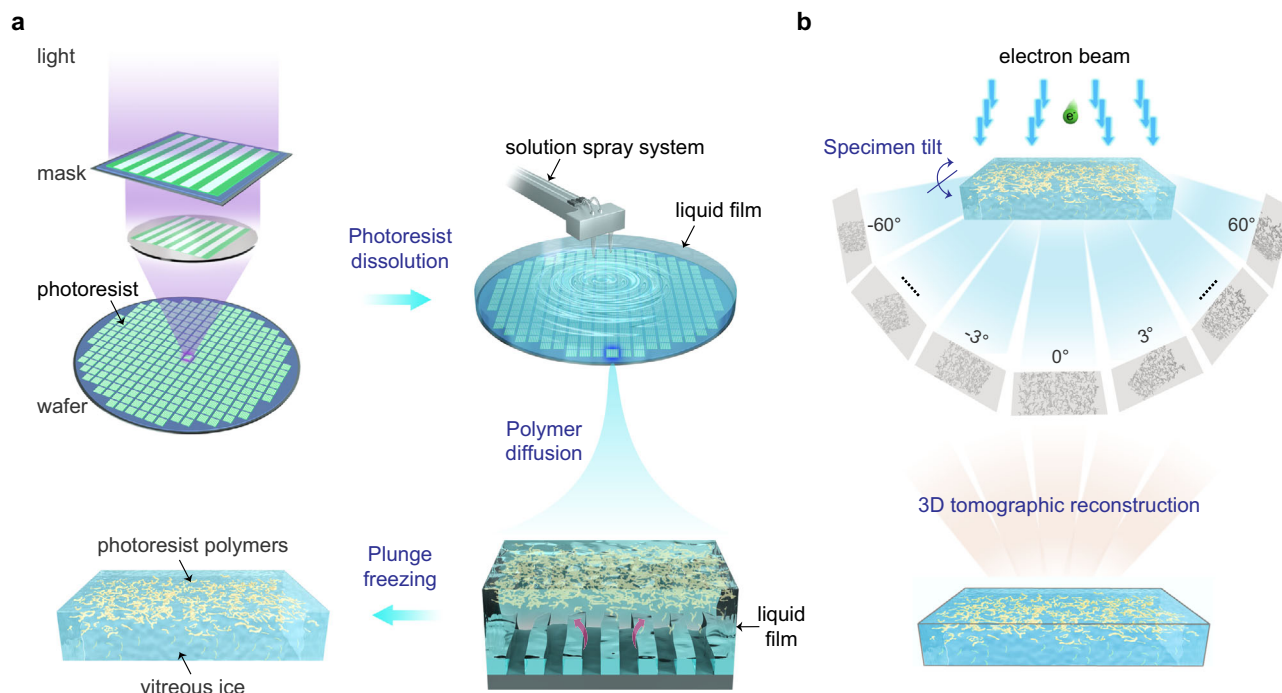 a
light
mask
photoresist
wafer
Photoresist
dissolution
solution spray system
liquid film
Polymer
diffusion
liquid
film
Plunge
freezing
photoresist polymers
vitreous ice
b
electron beam
e-
Specimen tilt
-60°
60°
-3°
3°
0°
3D tomographic reconstruction